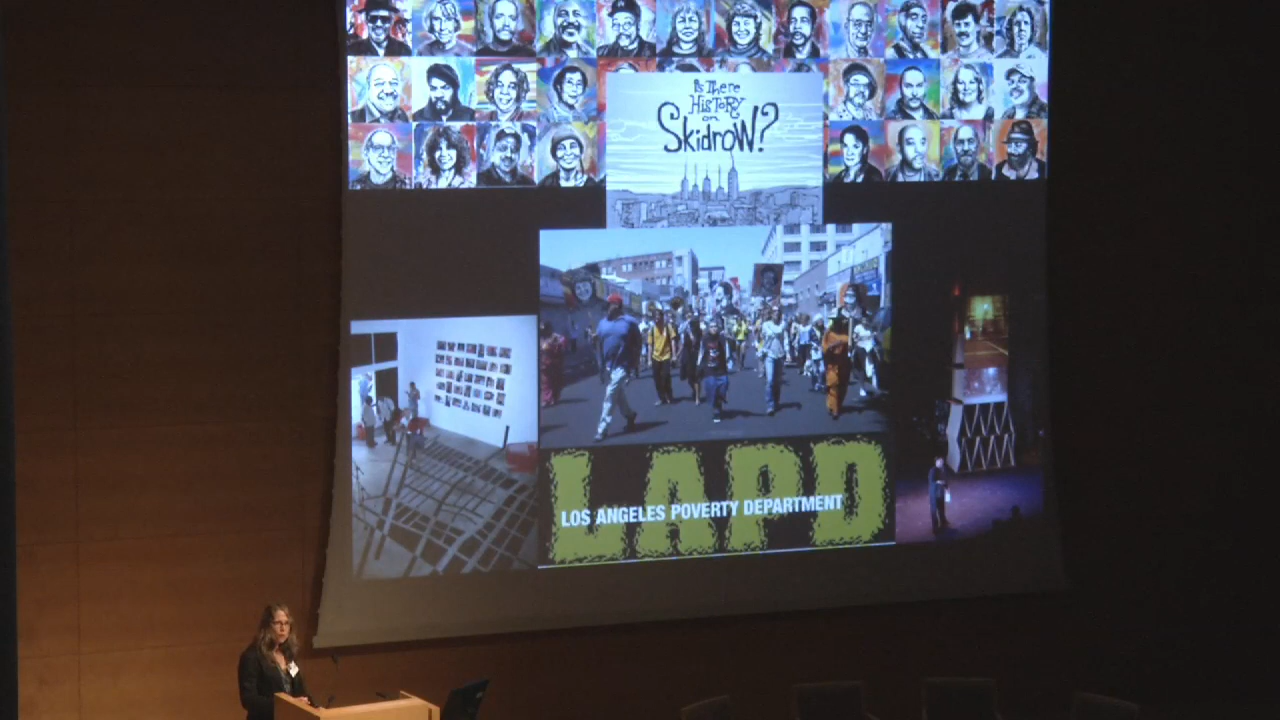 Is There
HisToRy
on
SkidroW?
LAPD
LOS ANGELES POVERTY DEPARTMENT